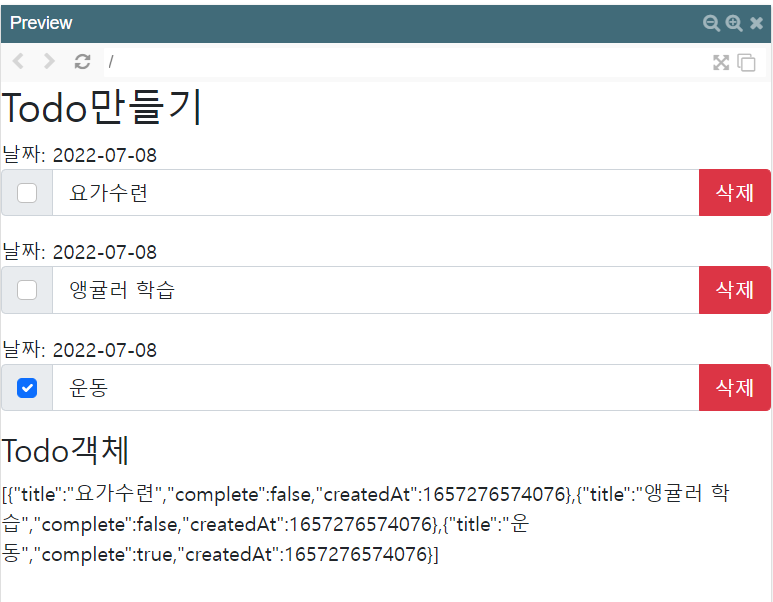 Preview
/
Todo만들기
날짜: 2022-07-08
요가수련 삭제
날짜: 2022-07-08
앵귤러 학습 삭제
날짜: 2022-07-08
운동 삭제
Todo객체
[{"title":"요가수련","complete":false,"createdAt":1657276574076},{"title":"앵귤러 학
습","complete":false,"createdAt":1657276574076},{"title":"운
동","complete":true,"createdAt":1657276574076}]